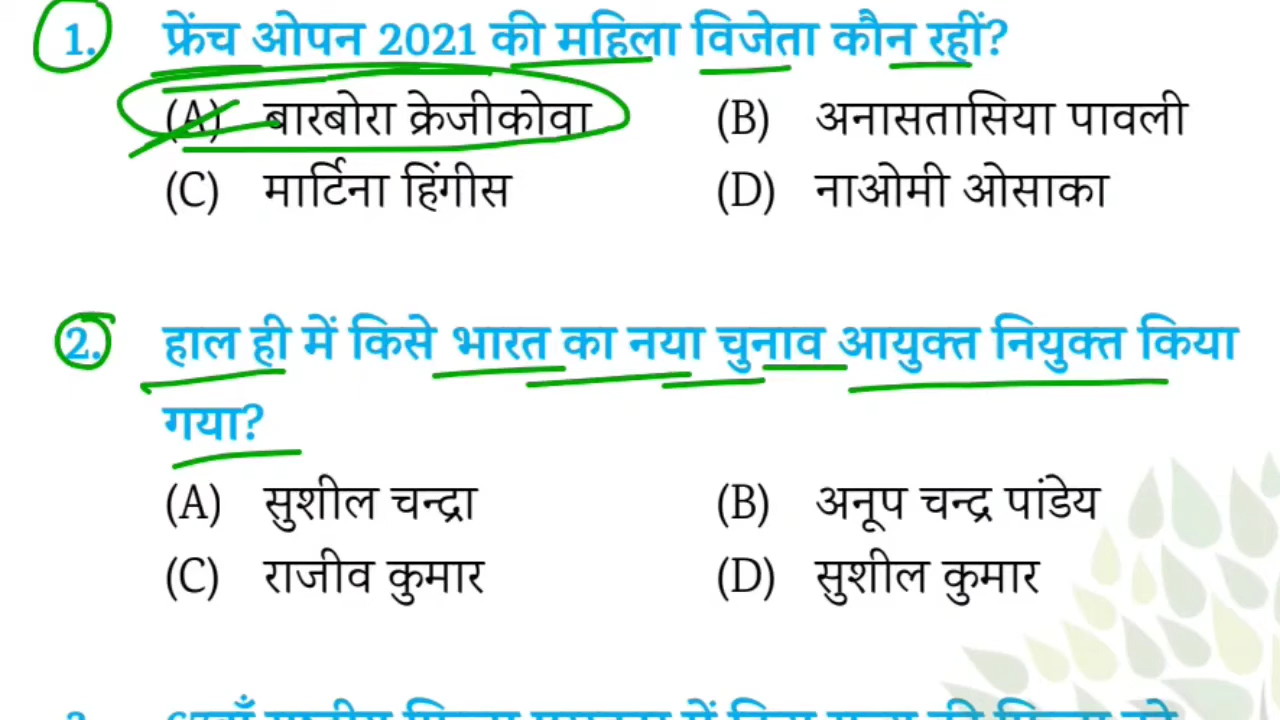 1. फ्रेंच ओपन 2021 की महिला विजेता कौन रहीं?
(A) बारबोरा क्रेजीकोवा (B) अनासतासिया पावली
(C) मार्टिना हिंगीस (D) नाओमी ओसाका
2. हाल ही में किसे भारत का नया चुनाव आयुक्त नियुक्त किया
गया?
(A) सुशील चन्द्रा (B) अनूप चन्द्र पांडेय
(C) राजीव कुमार (D) सुशील कुमार